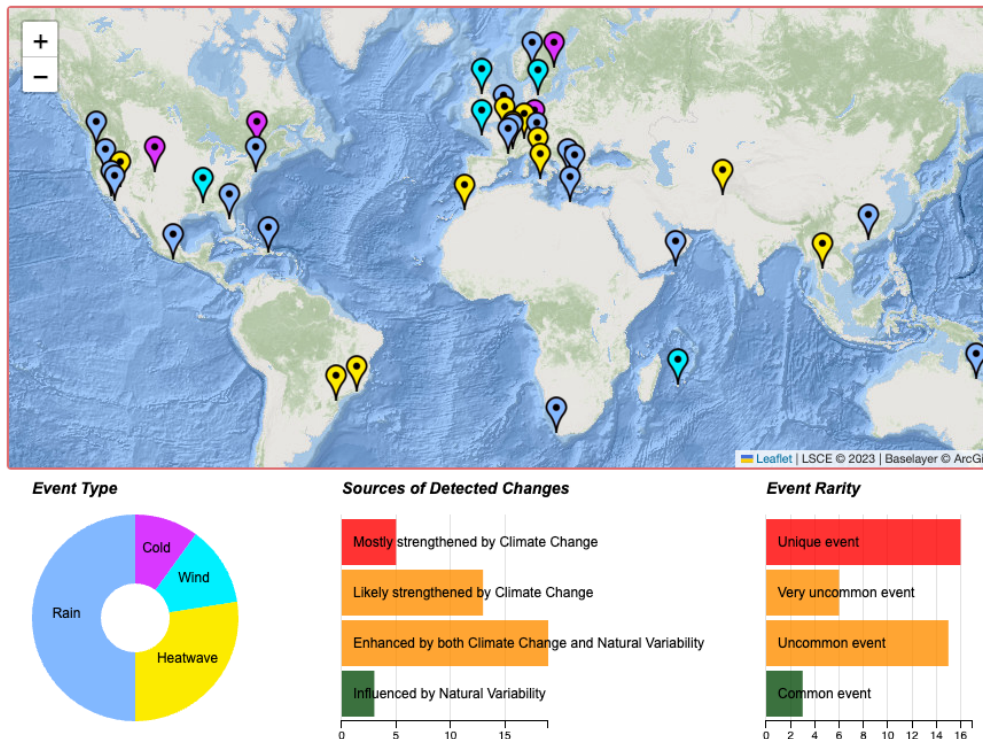 +
−
Leaflet | LSCE © 2023 | Baselayer © ArcGI
Event Type
Sources of Detected Changes
Event Rarity
Cold
Wind
Rain
Heatwave
Mostly strengthened by Climate Change
Likely strengthened by Climate Change
Enhanced by both Climate Change and Natural Variability
Influenced by Natural Variability
0 5 10 15
Unique event
Very uncommon event
Uncommon event
Common event
0 2 4 6 8 10 12 14 16